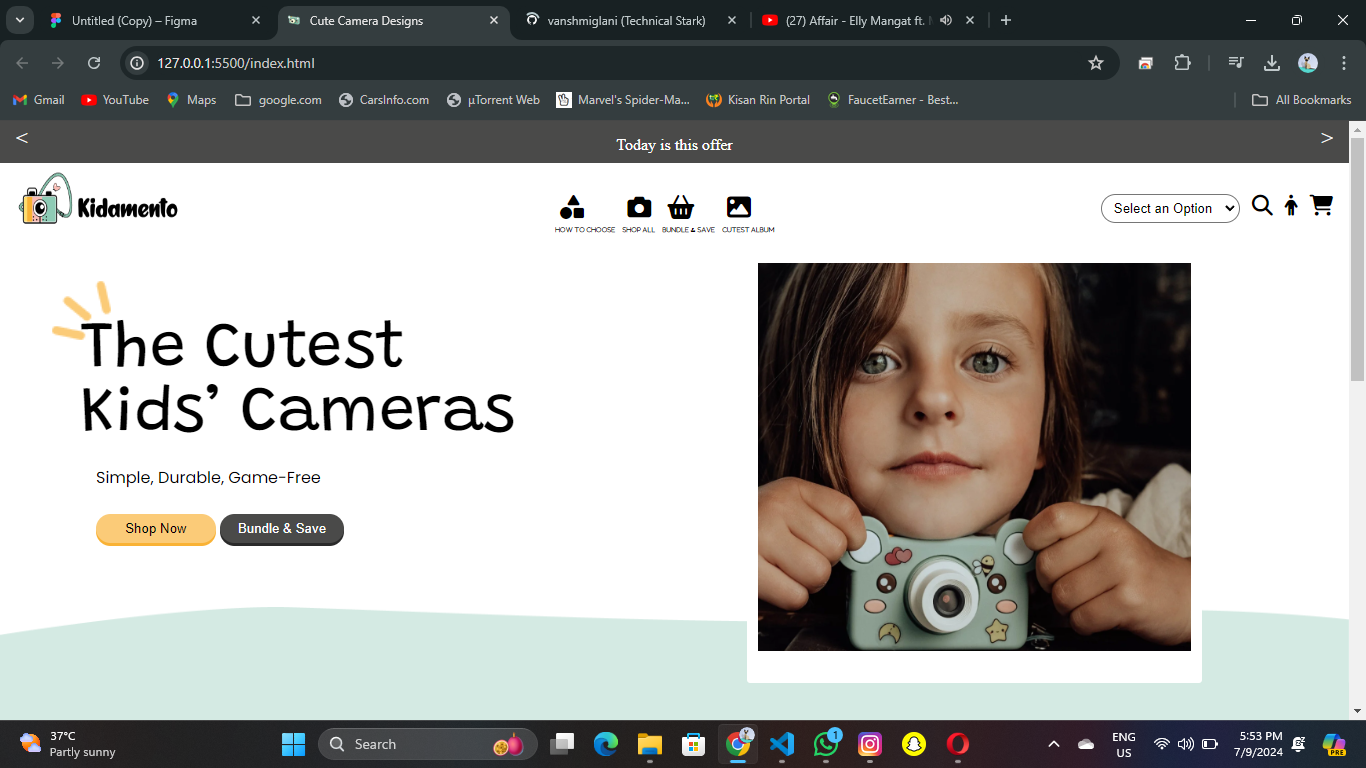 Untitled (Copy) – Figma
Cute Camera Designs
vanshmiglani (Technical Stark)
(27) Affair - Elly Mangat ft.
127.0.0.1:5500/index.html
Gmail
YouTube
Maps
google.com
CarsInfo.com
µTorrent Web
Marvel's Spider-Ma...
Kisan Rin Portal
FaucetEarner - Best...
All Bookmarks
<
Today is this offer
>
Kidamento
HOW TO CHOOSE
SHOP ALL
BUNDLE & SAVE
CUTEST ALBUM
Select an Option
The Cutest
Kids’ Cameras
Simple, Durable, Game-Free
Shop Now
Bundle & Save
37°C
Partly sunny
Search
1
ENG
US
5:53 PM
7/9/2024
PRE